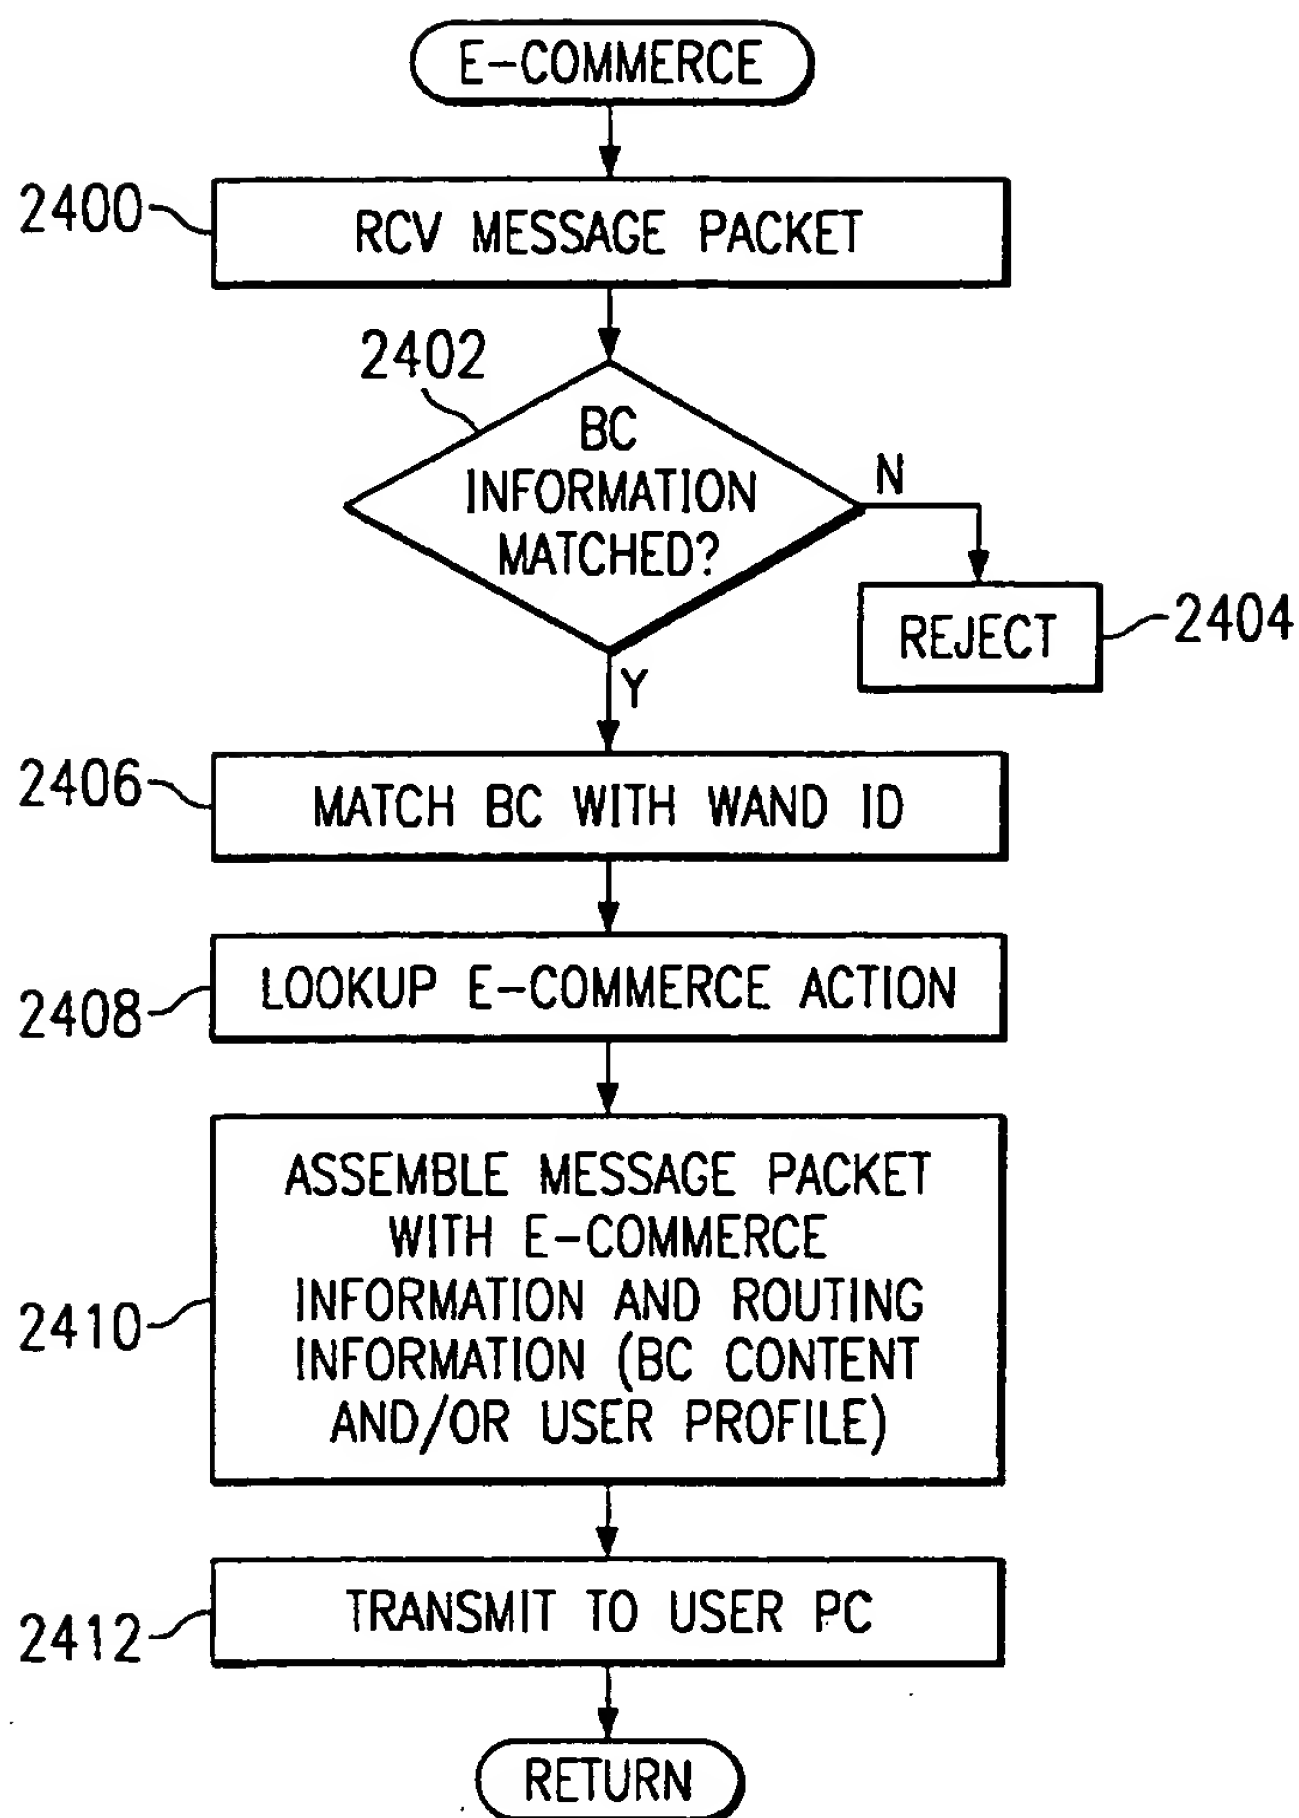 E-COMMERCE
2400
RCV MESSAGE PACKET
2402
BC
INFORMATION
MATCHED?
N
REJECT
2404
Y
2406
MATCH BC WITH WAND ID
LOOKUP E-COMMERCE ACTION
2408
ASSEMBLE MESSAGE PACKET
WITH E-COMMERCE
INFORMATION AND ROUTING
INFORMATION (BC CONTENT
AND/OR USER PROFILE)
2410
TRANSMIT TO USER PC
2412
RETURN